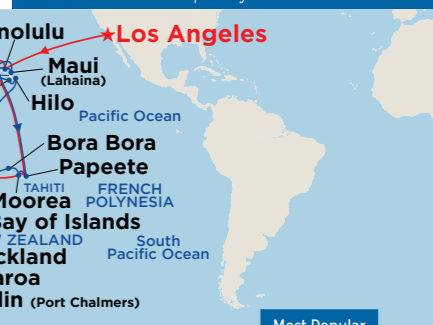 nolulu
Los Angeles
Maui
(Lahaina)
Hilo
Pacific Ocean
Bora Bora
Papeete
TAHITI
FRENCH
POLYNESIA
Moorea
Bay of Islands
ZEALAND
South
Pacific Ocean
ckland
aroa
lin (Port Chalmers)
Most Popular